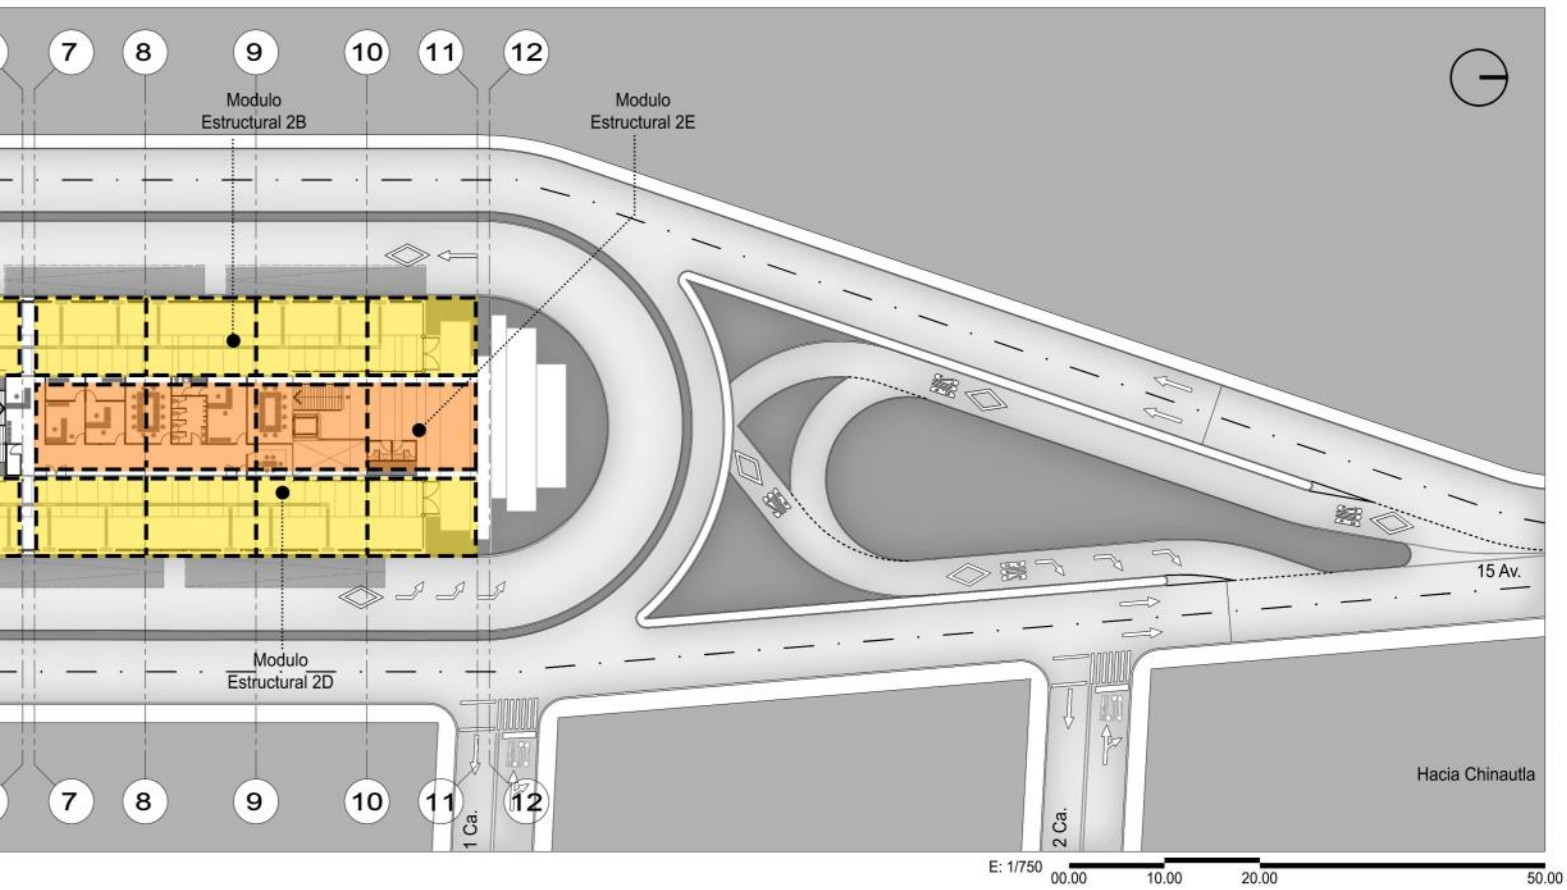 7 8 9 10 11 12
Modulo
Estructural 2B
Modulo
Estructural 2E
15 Av.
Modulo
Estructural 2D
Hacia Chinautla
7 8 9 10 11 12
1 Ca.
2 Ca.
E: 1/750
00.00 10.00 20.00 50.00